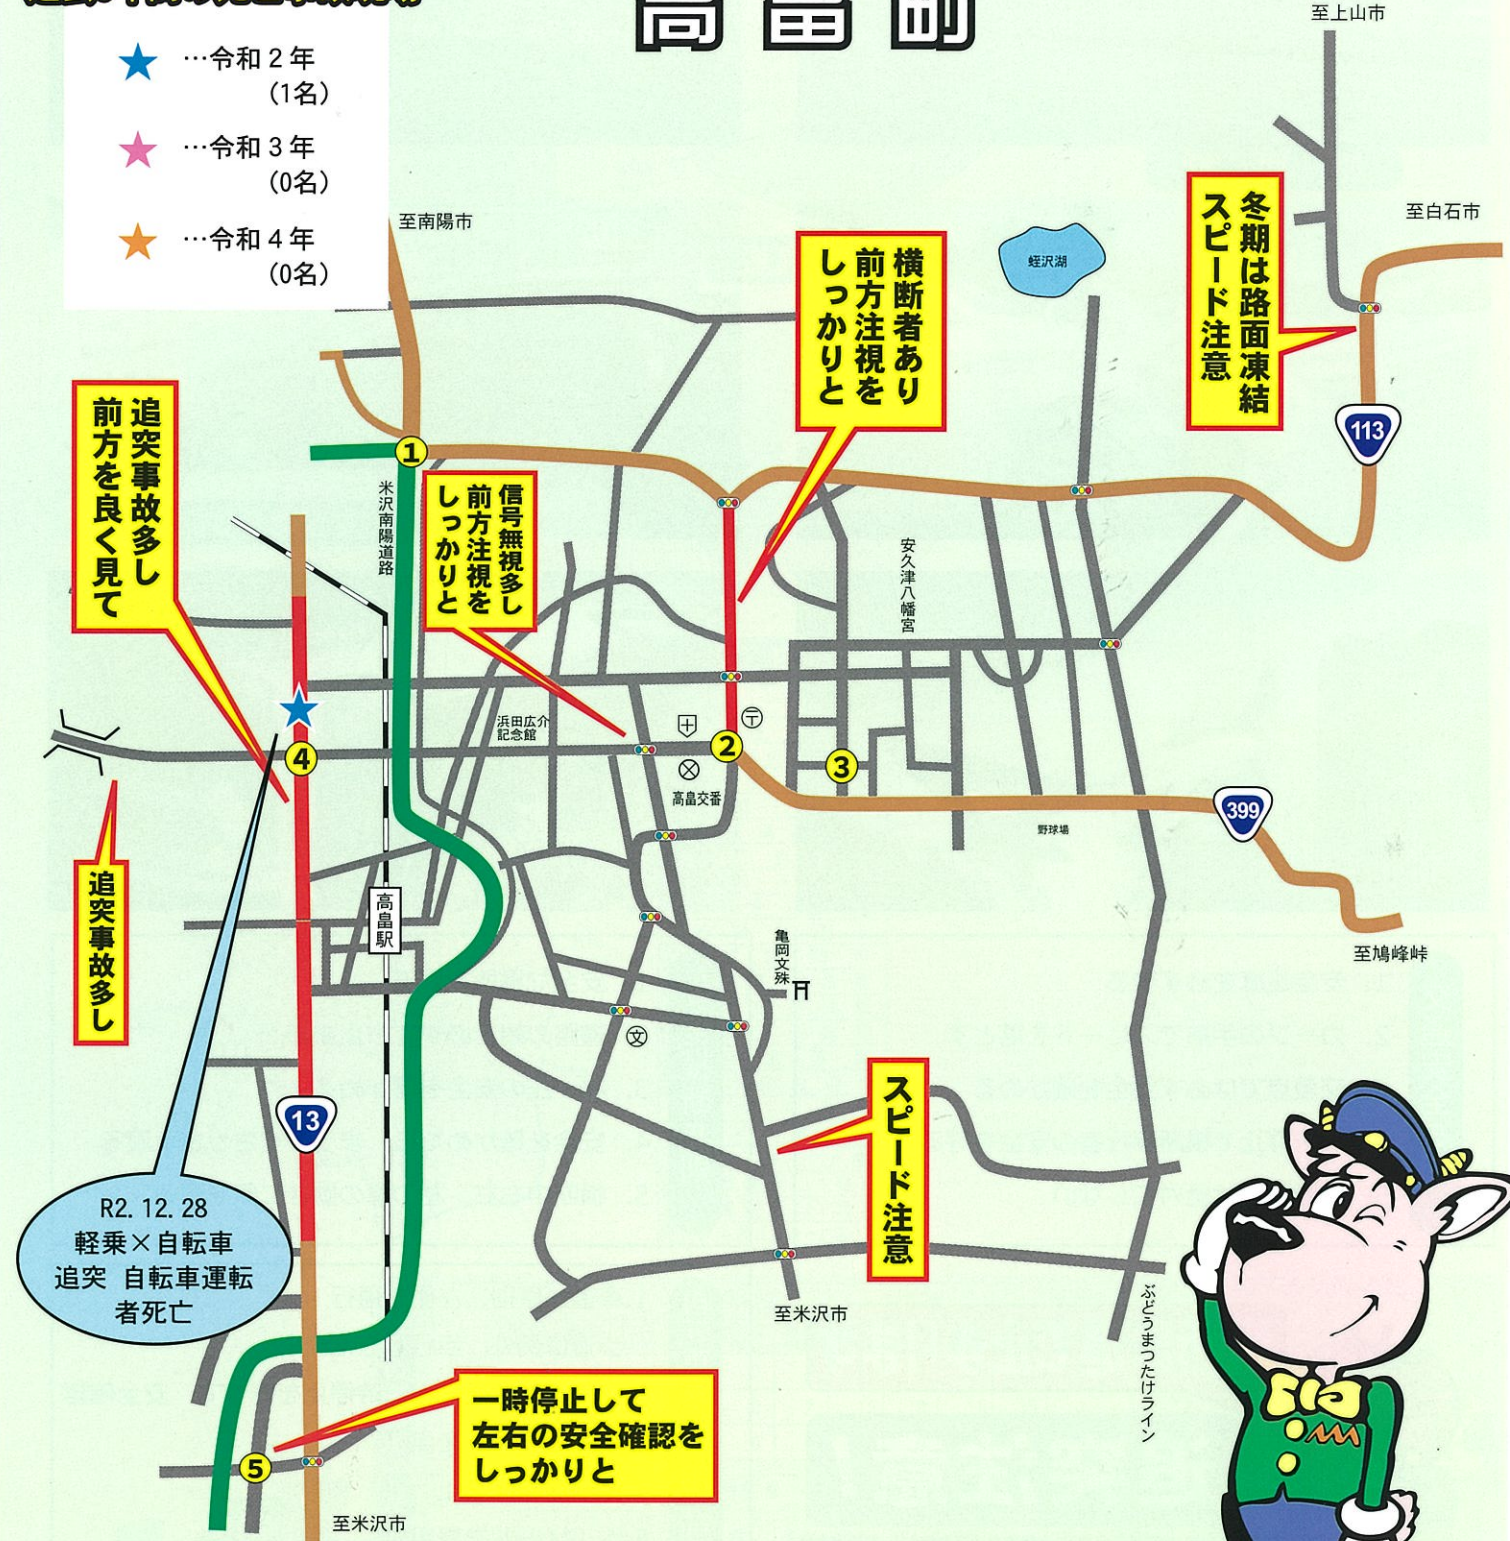 高畠町
…令和2年
(1名)
…令和3年
(0名)
…令和4年
(0名)
至上山市
至白石市
至南陽市
蛭沢湖
冬期は路面凍結
スピード注意
横断者あり
前方注視を
しっかりと
113
追突事故多し
前方を良く見て
1
米沢南陽道路
信号無視多し
前方注視を
しっかりと
安久津八幡宮
浜田広介
記念館
〒
2
3
4
高畠交番
399
野球場
追突事故多し
高畠駅
亀岡文殊
至鳩峰峠
文
スピード注意
13
R2.12.28
軽乗×自転車
追突 自転車運転
者死亡
至米沢市
ぶどうまつたけライン
一時停止して
左右の安全確認を
しっかりと
5
至米沢市